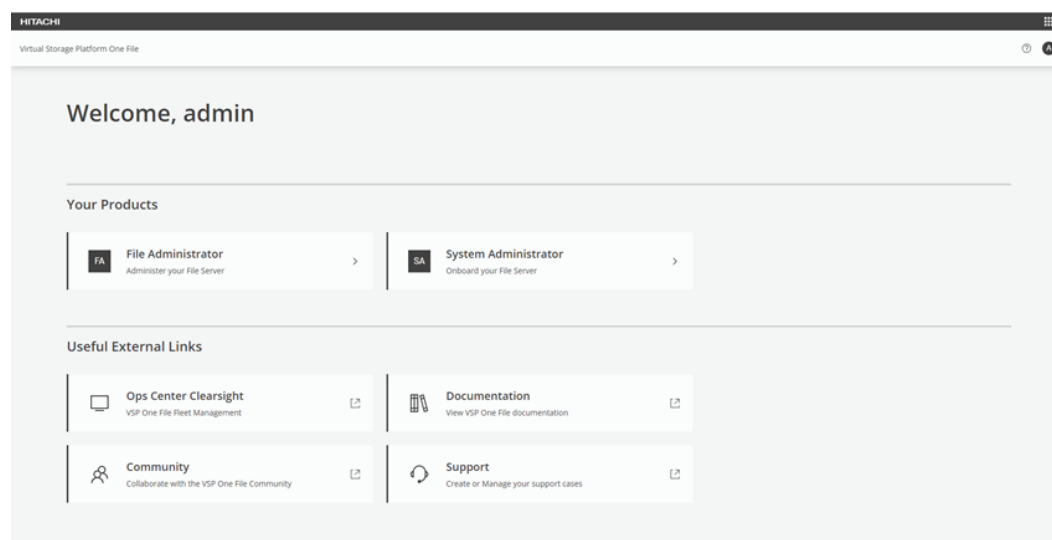 HITACHI
Virtual Storage Platform One File
A
Welcome, admin
Your Products
FA
File Administrator
Administer your File Server
SA
System Administrator
Onboard your File Server
Useful External Links
Ops Center Clearsight
VSP One File Fleet Management
Documentation
View VSP One File documentation
Community
Collaborate with the VSP One File Community
Support
Create or Manage your support cases